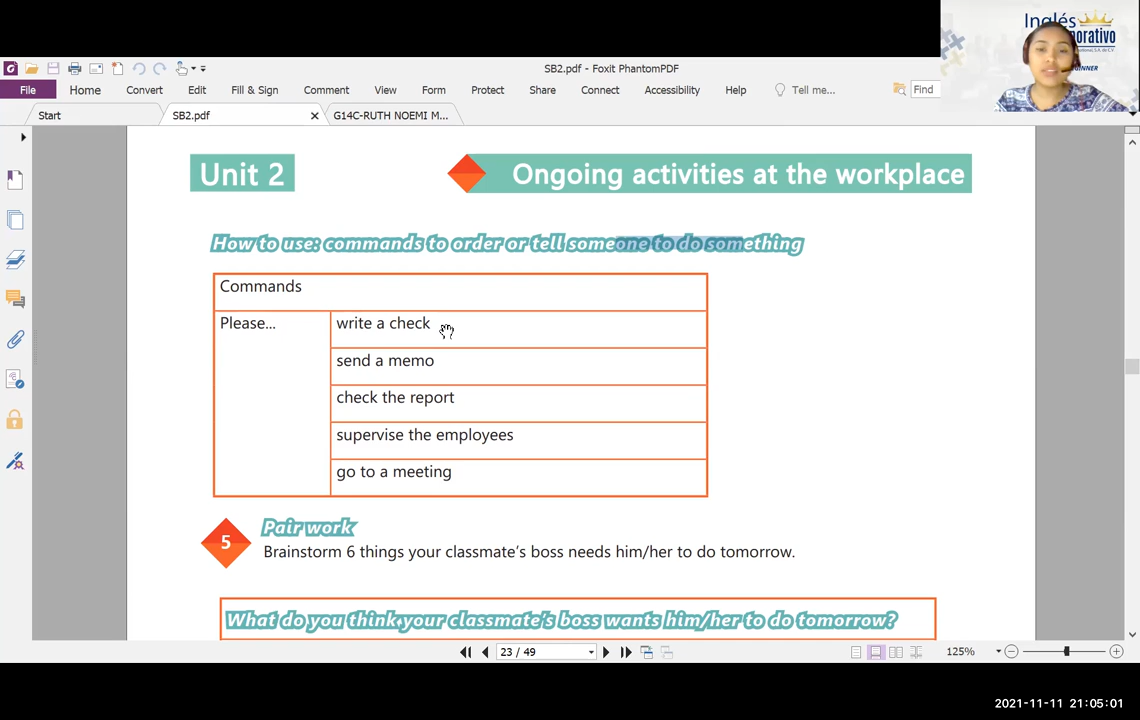 Inglés
orporativo
SB2.pdf - Foxit PhantomPDF
File
Home
Convert
Edit
Fill & Sign
Comment
View
Form
Protect
Share
Connect
Accessibility
Help
Tell me...
Find
Start
SB2.pdf
G14C-RUTH NOEMI M...
Unit 2
Ongoing activities at the workplace
How to use: commands to order or tell someone to do something
Commands
Please...
write a check
send a memo
check the report
supervise the employees
go to a meeting
5
Pair work
Brainstorm 6 things your classmate's boss needs him/her to do tomorrow.
What do you think your classmate's boss wants him/her to do tomorrow?
23 / 49
125%
2021-11-11 21:05:01